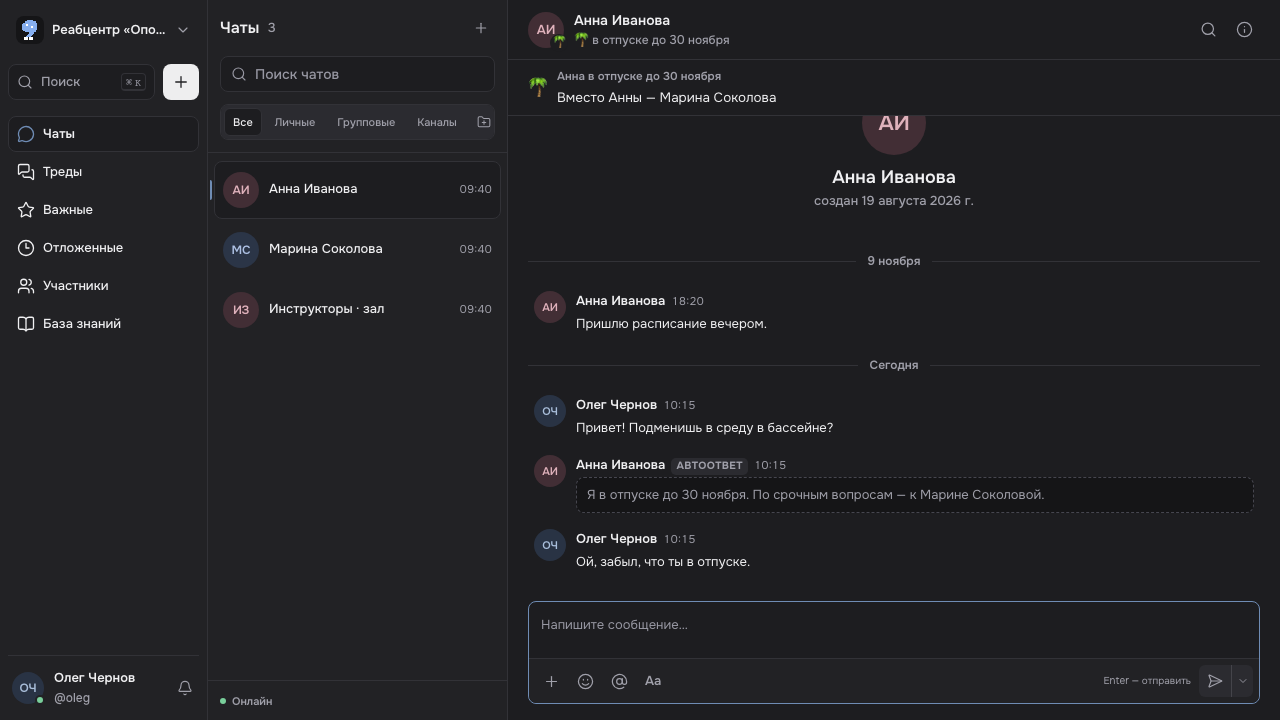 Реабцентр «Опо...
Поиск
⌘ K
Чаты
Треды
Важные
Отложенные
Участники
База знаний
ОЧ
Олег Чернов
@oleg
Чаты 3
Поиск чатов
Все
Личные
Групповые
Каналы
АИ
Анна Иванова
09:40
МС
Марина Соколова
09:40
ИЗ
Инструкторы · зал
09:40
Онлайн
АИ
Анна Иванова
🌴 в отпуске до 30 ноября
Анна в отпуске до 30 ноября
Вместо Анны — Марина Соколова
АИ
Анна Иванова
создан 19 августа 2026 г.
9 ноября
АИ
Анна Иванова 18:20
Пришлю расписание вечером.
Сегодня
ОЧ
Олег Чернов 10:15
Привет! Подменишь в среду в бассейне?
АИ
Анна Иванова АВТООТВЕТ 10:15
Я в отпуске до 30 ноября. По срочным вопросам — к Марине Соколовой.
ОЧ
Олег Чернов 10:15
Ой, забыл, что ты в отпуске.
Напишите сообщение...
Aa
Enter — отправить